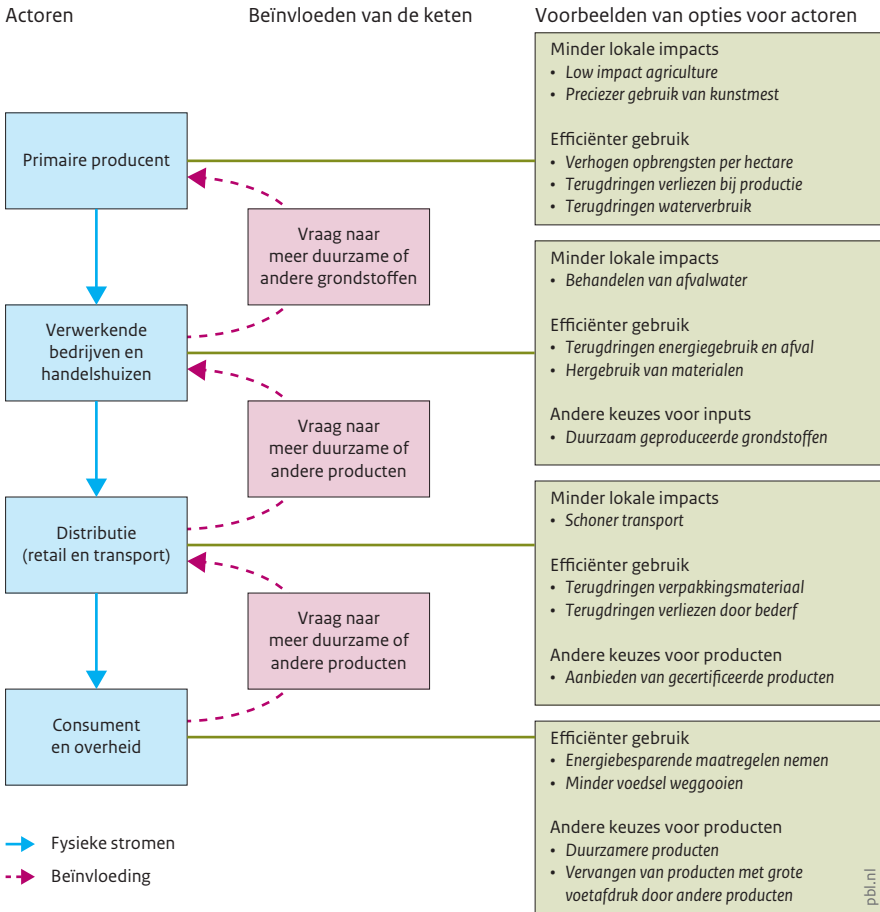 Actoren
Beïnvloeden van de keten
Voorbeelden van opties voor actoren
Primaire producent
Vraag naar
meer duurzame of
andere grondstoffen
Verwerkende
bedrijven en
handelshuizen
Vraag naar
meer duurzame of
andere producten
Distributie
(retail en transport)
Vraag naar
meer duurzame of
andere producten
Consument
en overheid
Minder lokale impacts
• Low impact agriculture
• Preciezer gebruik van kunstmest
Efficiënter gebruik
• Verhogen opbrengsten per hectare
• Terugdringen verliezen bij productie
• Terugdringen waterverbruik
Minder lokale impacts
• Behandelen van afvalwater
Efficiënter gebruik
• Terugdringen energiegebruik en afval
• Hergebruik van materialen
Andere keuzes voor inputs
• Duurzaam geproduceerde grondstoffen
Minder lokale impacts
• Schoner transport
Efficiënter gebruik
• Terugdringen verpakkingsmateriaal
• Terugdringen verliezen door bederf
Andere keuzes voor producten
• Aanbieden van gecertificeerde producten
Efficiënter gebruik
• Energiebesparende maatregelen nemen
• Minder voedsel weggooien
Andere keuzes voor producten
• Duurzamere producten
• Vervangen van producten met grote
voetafdruk door andere producten
Fysieke stromen
Beïnvloeding
pbl.nl